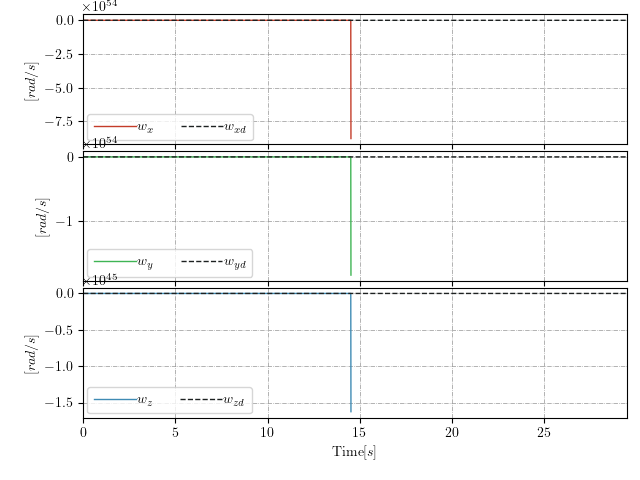 ×10^54
0.0
−2.5
−5.0
−7.5
[rad/s]
w_x w_xd
×10^54
0
−1
[rad/s]
w_y w_yd
×10^45
0.0
−0.5
−1.0
−1.5
[rad/s]
w_z w_zd
0 5 10 15 20 25
Time[s]